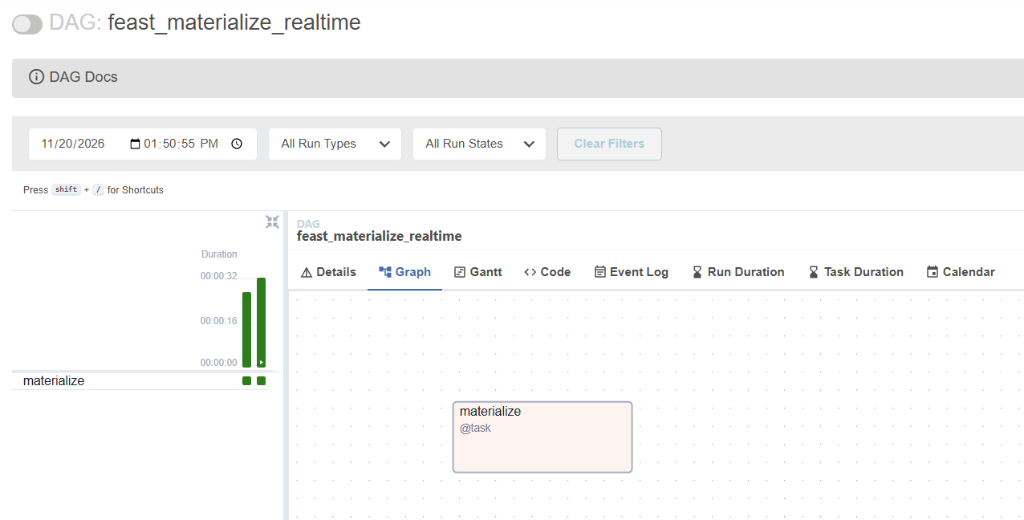 DAG: feast_materialize_realtime
DAG Docs
11/20/2026 01:50:55 PM All Run Types All Run States Clear Filters
Press shift + / for Shortcuts
DAG
feast_materialize_realtime
Details Graph Gantt Code Event Log Run Duration Task Duration Calendar
Duration
00:00:32
00:00:16
00:00:00
materialize
materialize
@task